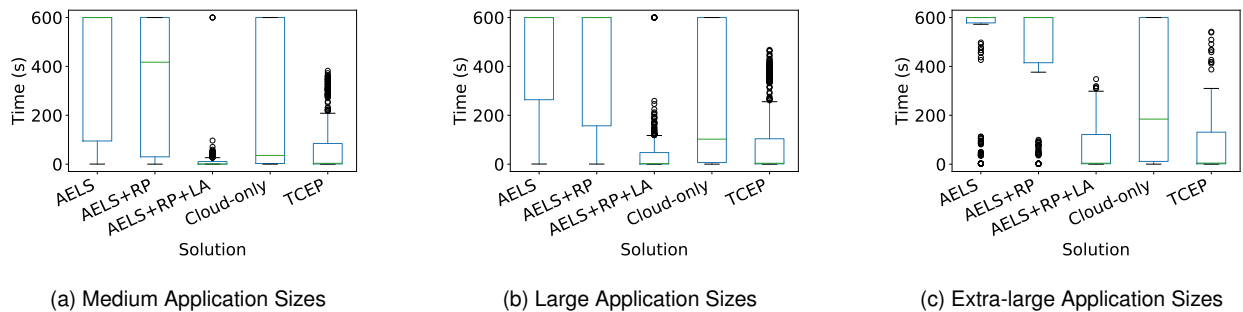 600
400
200
0
Time (s)
AELS
AELS+RP
AELS+RP+LA
Cloud-only
TCEP
Solution
(a) Medium Application Sizes
600
400
200
0
Time (s)
AELS
AELS+RP
AELS+RP+LA
Cloud-only
TCEP
Solution
(b) Large Application Sizes
600
400
200
0
Time (s)
AELS
AELS+RP
AELS+RP+LA
Cloud-only
TCEP
Solution
(c) Extra-large Application Sizes